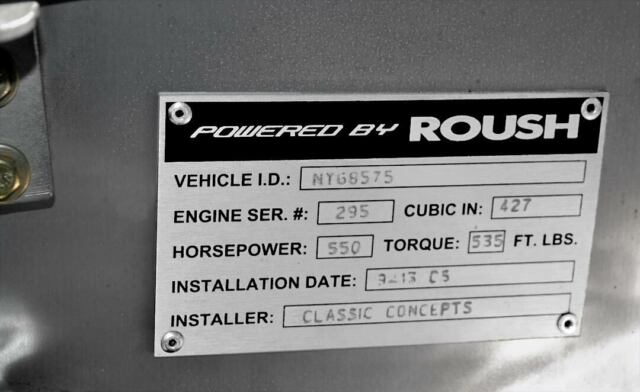 POWERED BY ROUSH
VEHICLE I.D.: NY68575
ENGINE SER. #: 295 CUBIC IN: 427
HORSEPOWER: 550 TORQUE: 535 FT. LBS.
INSTALLATION DATE:
INSTALLER: CLASSIC CONCEPTS